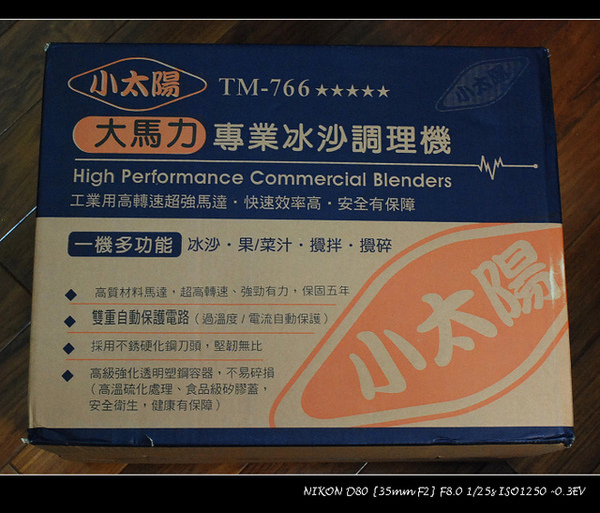 小太陽 TM-766★★★★★
小太陽
大馬力 專業冰沙調理機
High Performance Commercial Blenders
工業用高轉速超強馬達・快速效率高・安全有保障
一機多功能 冰沙・果/菜汁・攪拌・攪碎
◆ 高質材料馬達，超高轉速、強勁有力，保固五年
◆ 雙重自動保護電路（過溫度 / 電流自動保護）
◆ 採用不銹硬化鋼刀頭，堅韌無比
◆ 高級強化透明塑鋼容器，不易碎損
（高溫硫化處理、食品級矽膠蓋，
安全衛生，健康有保障）
小太陽
NIKON D80 [35mm F2] F8.0 1/25s ISO1250 -0.3EV